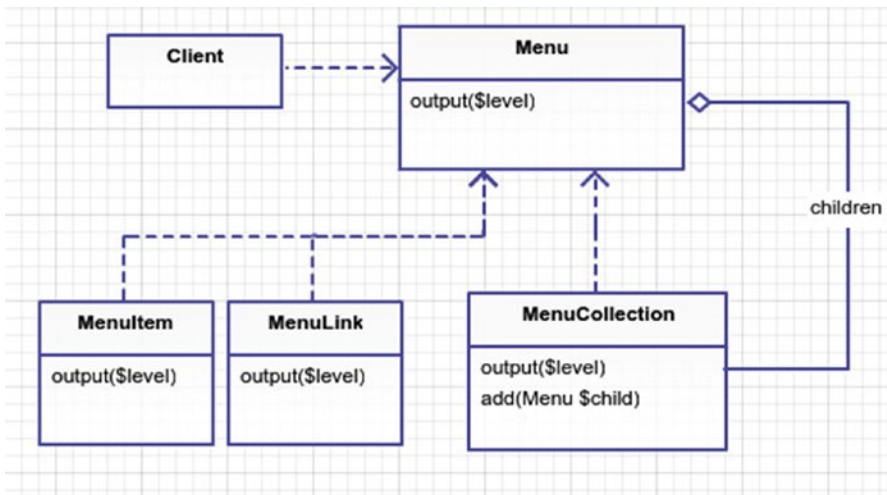 Client
Menu
output($level)
children
MenuItem
output($level)
MenuLink
output($level)
MenuCollection
output($level)
add(Menu $child)